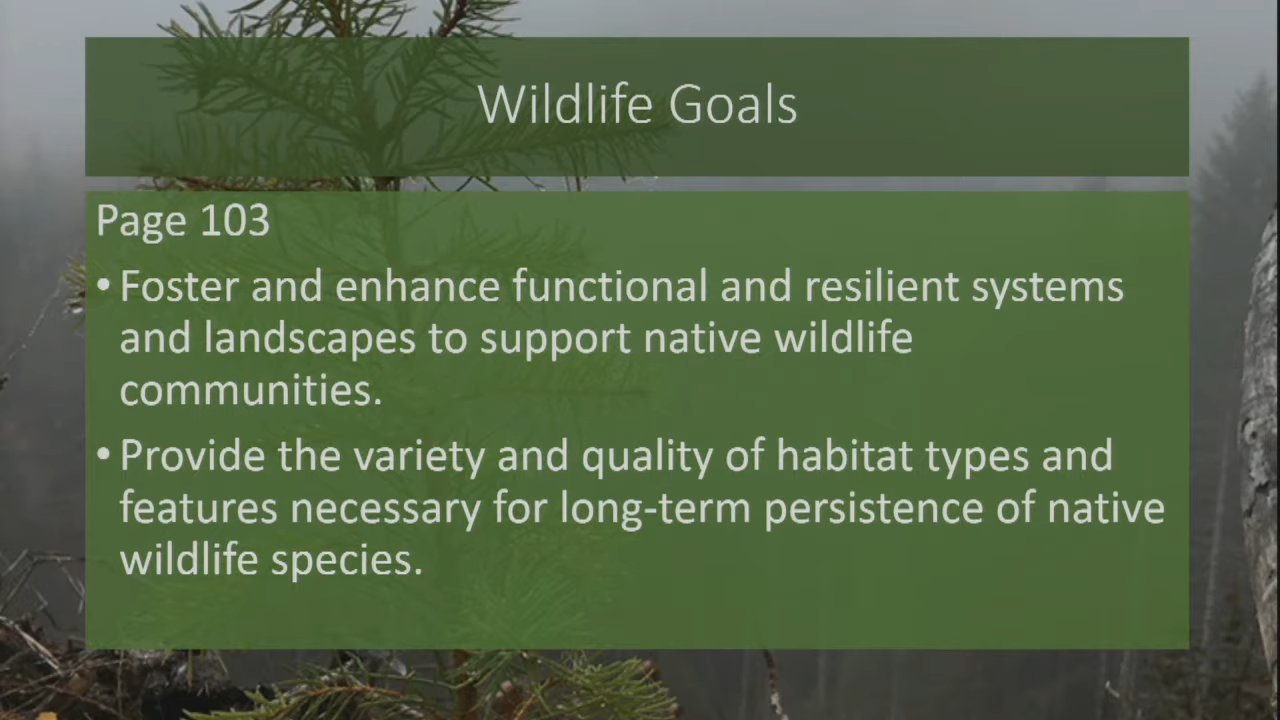 Wildlife Goals
Page 103
• Foster and enhance functional and resilient systems
and landscapes to support native wildlife
communities.
• Provide the variety and quality of habitat types and
features necessary for long-term persistence of native
wildlife species.